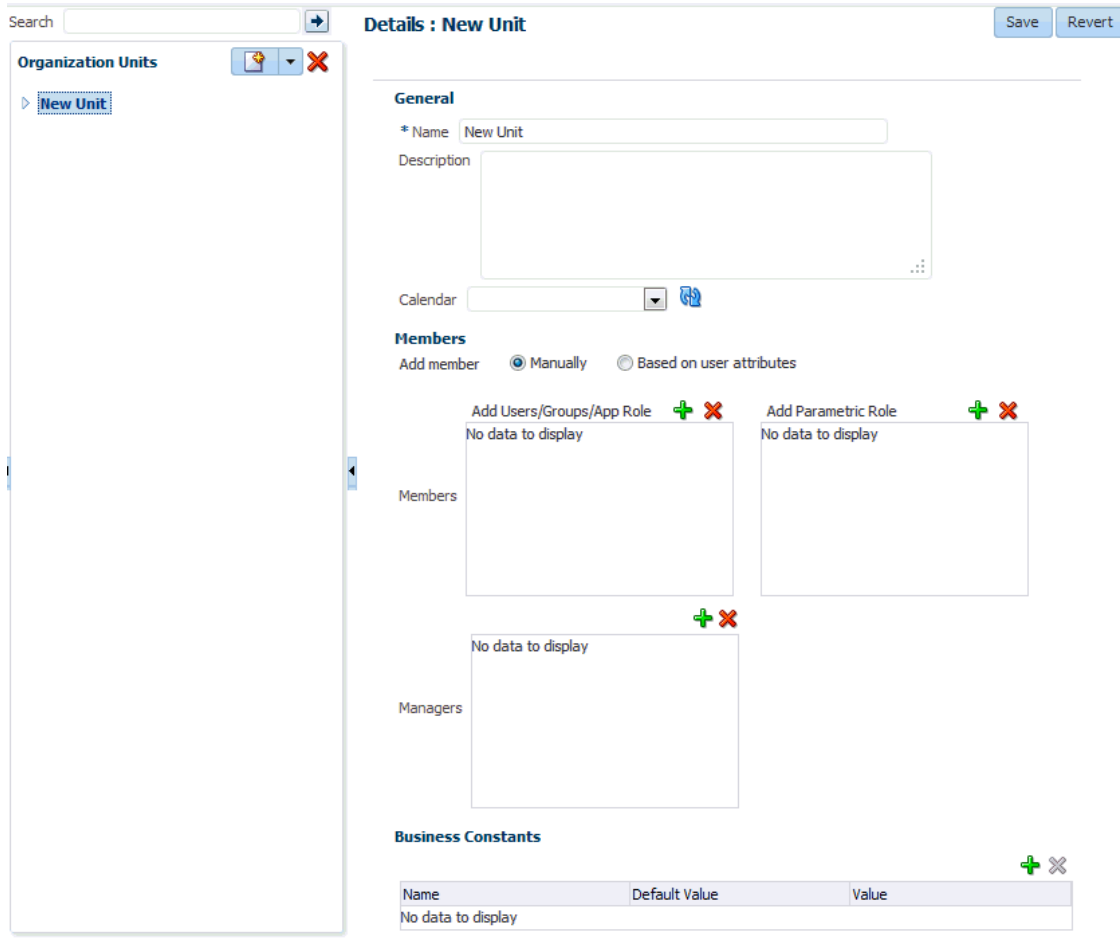 Search
Organization Units
New Unit
Details : New Unit
Save Revert
General
* Name New Unit
Description
Calendar
Members
Add member Manually Based on user attributes
Add Users/Groups/App Role Add Parametric Role
No data to display No data to display
Members
No data to display
Managers
Business Constants
Name Default Value Value
No data to display